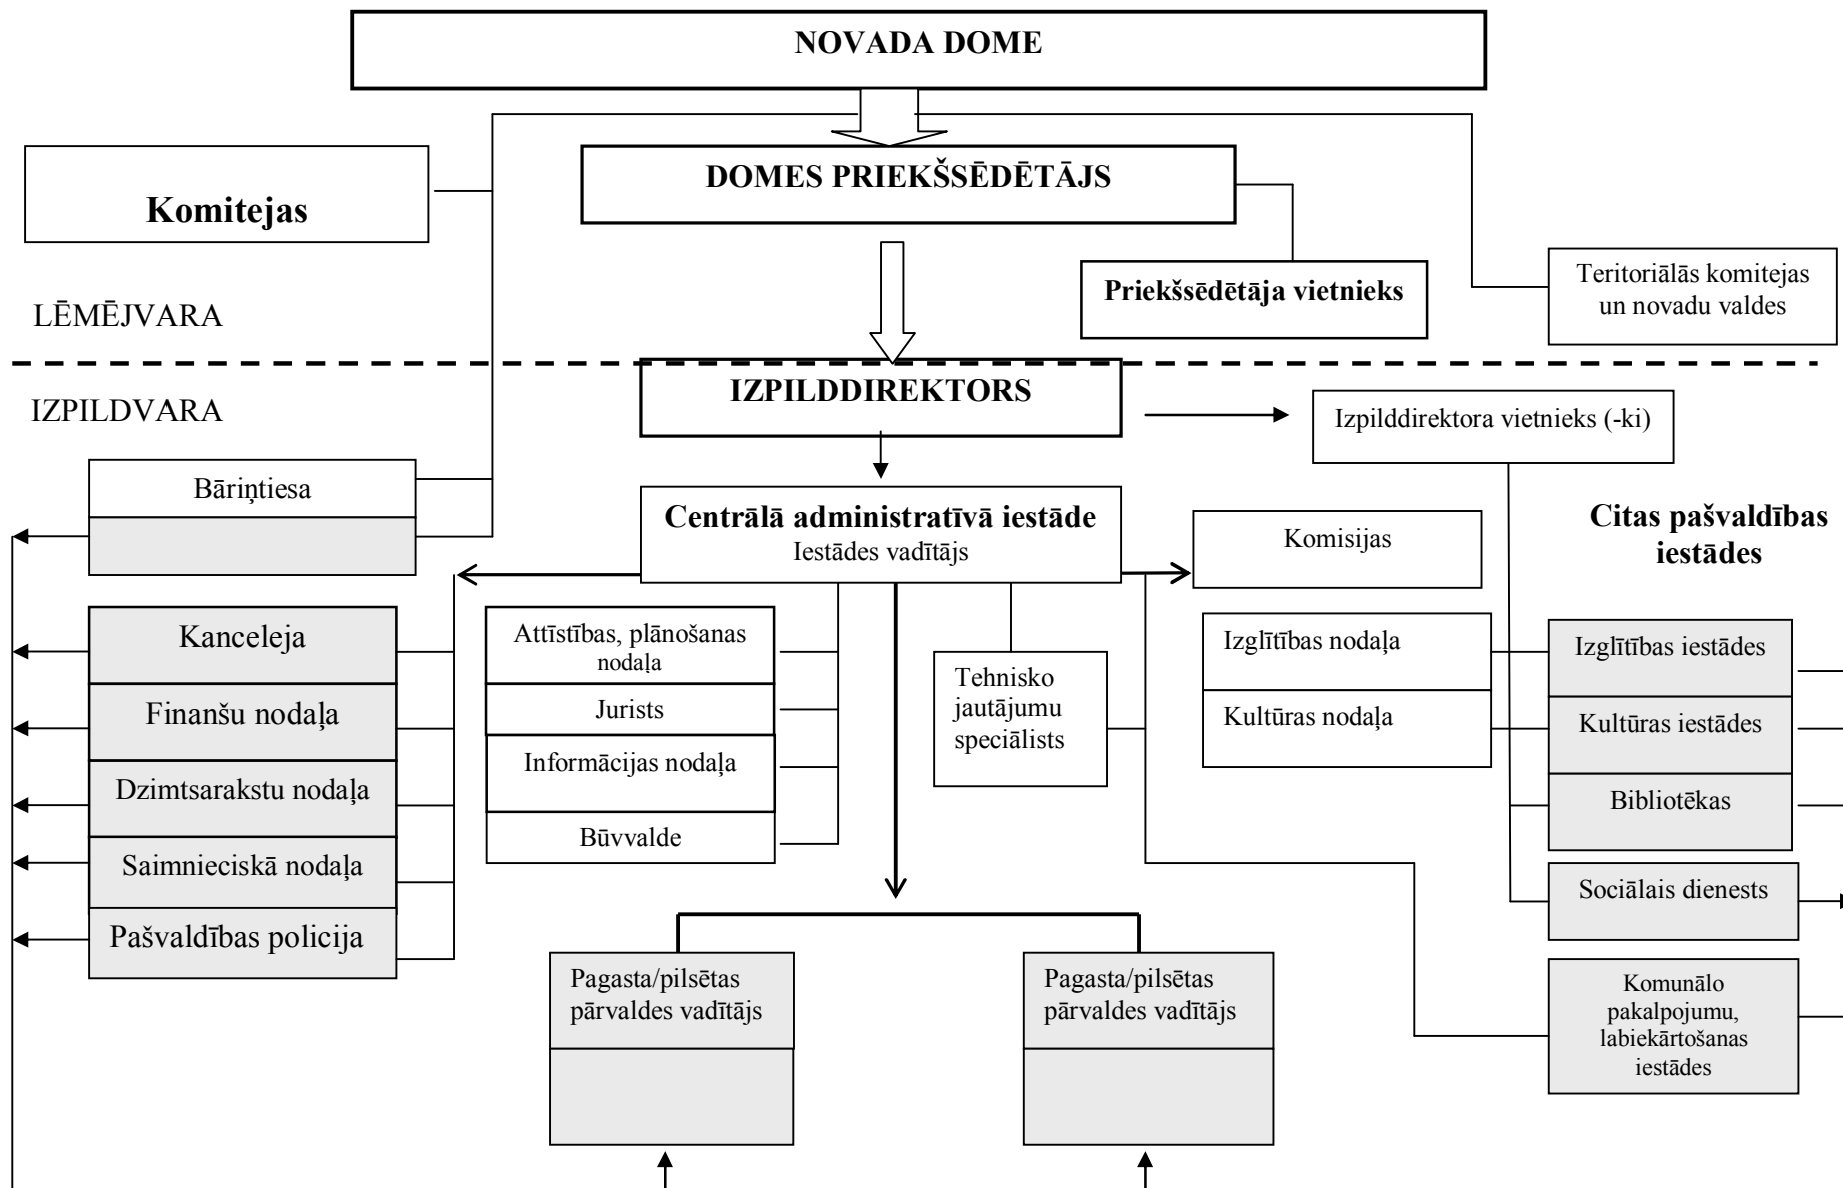 NOVADA DOME
DOMES PRIEKŠSĒDĒTĀJS
Komitejas
Priekšsēdētāja vietnieks
Teritoriālās komitejas
un novadu valdes
LĒMĒJVARA
IZPILDDIREKTORS
IZPILDVARA
Izpilddirektora vietnieks (-ki)
Bāriņtiesa
Centrālā administratīvā iestāde
Iestādes vadītājs
Komisijas
Citas pašvaldības
iestādes
Kanceleja
Finanšu nodaļa
Dzimtsarakstu nodaļa
Saimnieciskā nodaļa
Pašvaldības policija
Attīstības, plānošanas
nodaļa
Jurists
Informācijas nodaļa
Būvvalde
Tehnisko
jautājumu
speciālists
Izglītības nodaļa
Kultūras nodaļa
Izglītības iestādes
Kultūras iestādes
Bibliotēkas
Sociālais dienests
Komunālo
pakalpojumu,
labiekārtošanas
iestādes
Pagasta/pilsētas
pārvaldes vadītājs
Pagasta/pilsētas
pārvaldes vadītājs